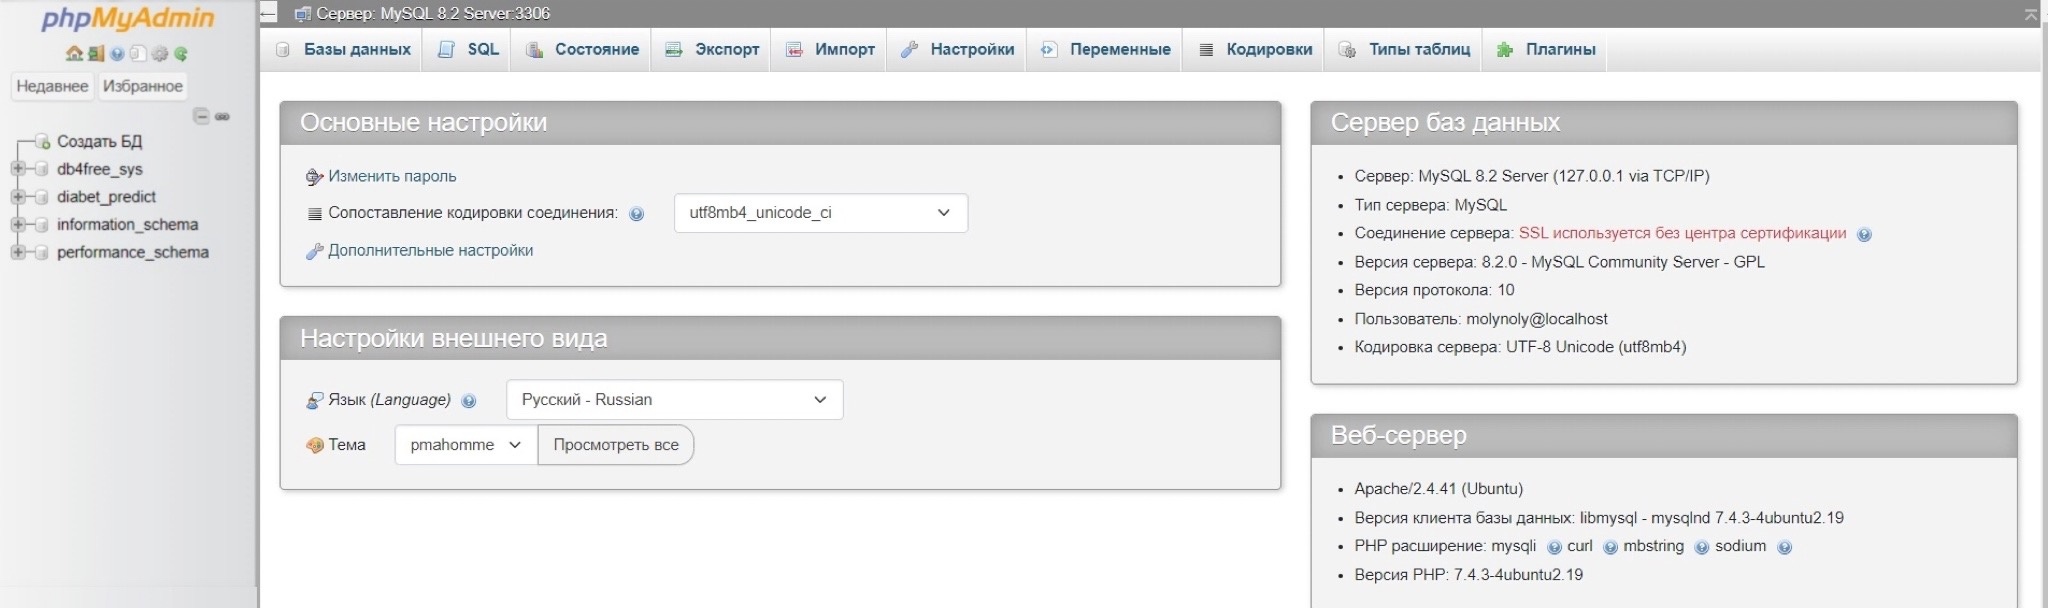 phpMyAdmin
Недавнее Избранное
Создать БД
db4free_sys
diabet_predict
information_schema
performance_schema
Сервер: MySQL 8.2 Server:3306
Базы данных SQL Состояние Экспорт Импорт Настройки Переменные Кодировки Типы таблиц Плагины
Основные настройки
Изменить пароль
Сопоставление кодировки соединения: utf8mb4_unicode_ci
Дополнительные настройки
Настройки внешнего вида
Язык (Language) Русский - Russian
Тема pmahomme Просмотреть все
Сервер баз данных
• Сервер: MySQL 8.2 Server (127.0.0.1 via TCP/IP)
• Тип сервера: MySQL
• Соединение сервера: SSL используется без центра сертификации
• Версия сервера: 8.2.0 - MySQL Community Server - GPL
• Версия протокола: 10
• Пользователь: molynoly@localhost
• Кодировка сервера: UTF-8 Unicode (utf8mb4)
Веб-сервер
• Apache/2.4.41 (Ubuntu)
• Версия клиента базы данных: libmysql - mysqlnd 7.4.3-4ubuntu2.19
• PHP расширение: mysqli curl mbstring sodium
• Версия PHP: 7.4.3-4ubuntu2.19